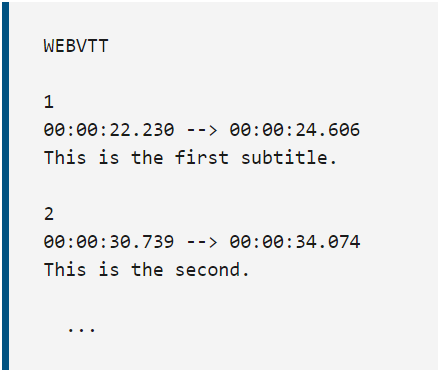 WEBVTT
1
00:00:22.230 --> 00:00:24.606
This is the first subtitle.
2
00:00:30.739 --> 00:00:34.074
This is the second.
...